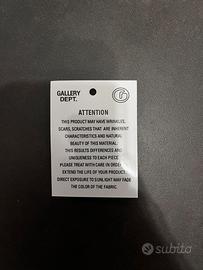 GALLERY
DEPT.
ATTENTION
THIS PRODUCT MAY HAVE WRINKLES,
SCARS, SCRATCHES THAT ARE INHERENT
CHARACTERISTICS AND NATURAL
BEAUTY OF THIS MATERIAL.
THIS RESULTS DIFFERENCES AND
UNIQUENESS TO EACH PIECE.
PLEASE TREAT WITH CARE IN ORDER
EXTEND THE LIFE OF YOUR PRODUCT.
DIRECT EXPOSURE TO SUNLIGHT MAY FADE
THE COLOR OF THE FABRIC.
subito